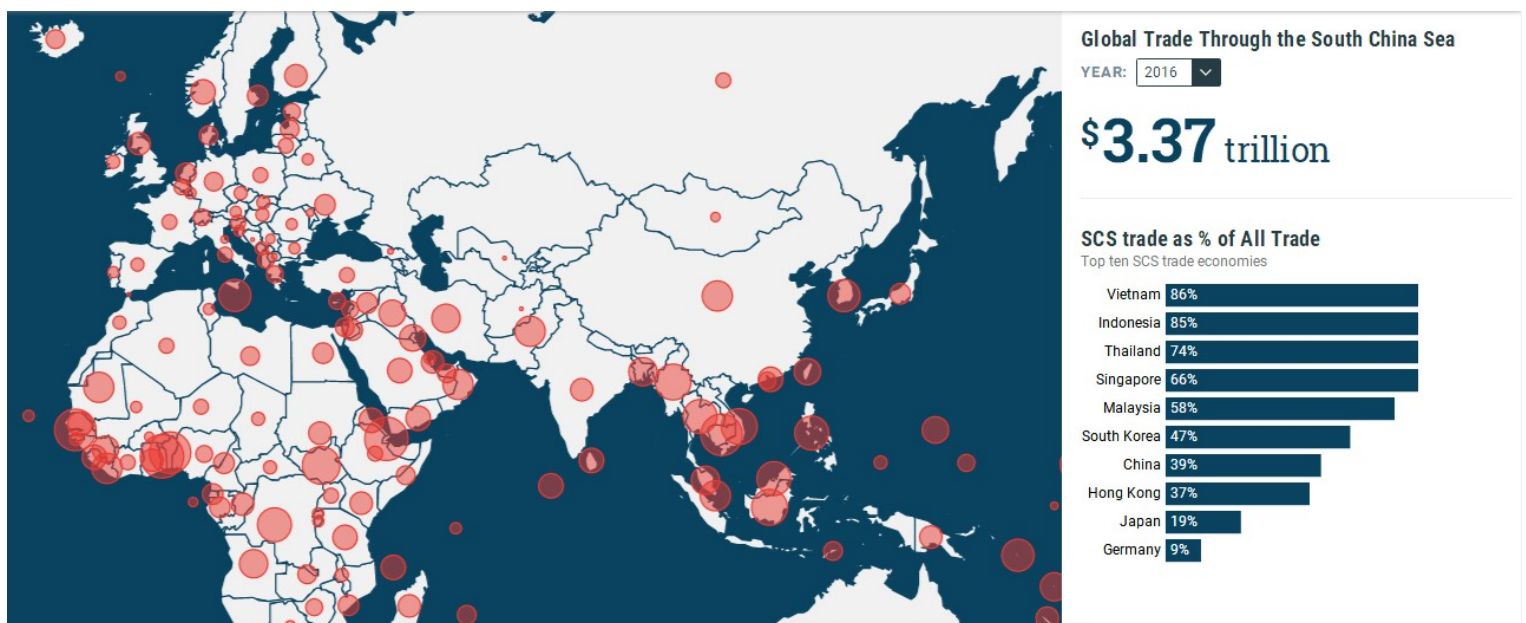 Global Trade Through the South China Sea
YEAR: 2016
$3.37 trillion
SCS trade as % of All Trade
Top ten SCS trade economies
Vietnam 86%
Indonesia 85%
Thailand 74%
Singapore 66%
Malaysia 58%
South Korea 47%
China 39%
Hong Kong 37%
Japan 19%
Germany 9%